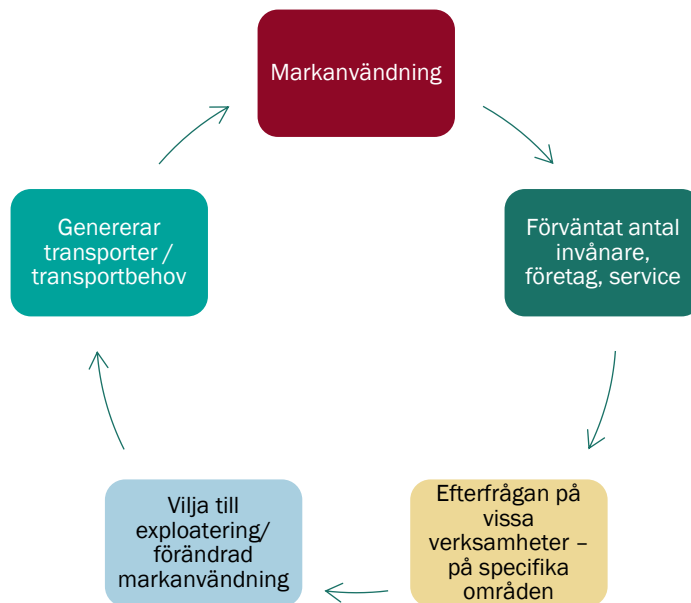 Markanvändning
Förväntat antal
invånare,
företag, service
Efterfrågan på
vissa
verksamheter –
på specifika
områden
Vilja till
exploatering/
förändrad
markanvändning
Genererar
transporter /
transportbehov